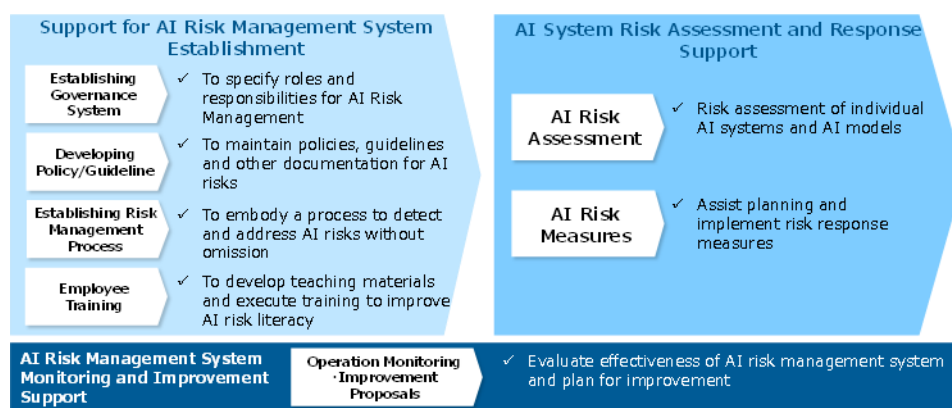 Support for AI Risk Management System
Establishment
Establishing
Governance
System
✓ To specify roles and
responsibilities for AI Risk
Management
Developing
Policy/Guideline
✓ To maintain policies, guidelines
and other documentation for AI
risks
Establishing Risk
Management
Process
✓ To embody a process to detect
and address AI risks without
omission
Employee
Training
✓ To develop teaching materials
and execute training to improve
AI risk literacy
AI System Risk Assessment and Response
Support
AI Risk
Assessment
✓ Risk assessment of individual
AI systems and AI models
AI Risk
Measures
✓ Assist planning and
implement risk response
measures
AI Risk Management System
Monitoring and Improvement
Support
Operation Monitoring
·Improvement
Proposals
✓ Evaluate effectiveness of AI risk management system
and plan for improvement